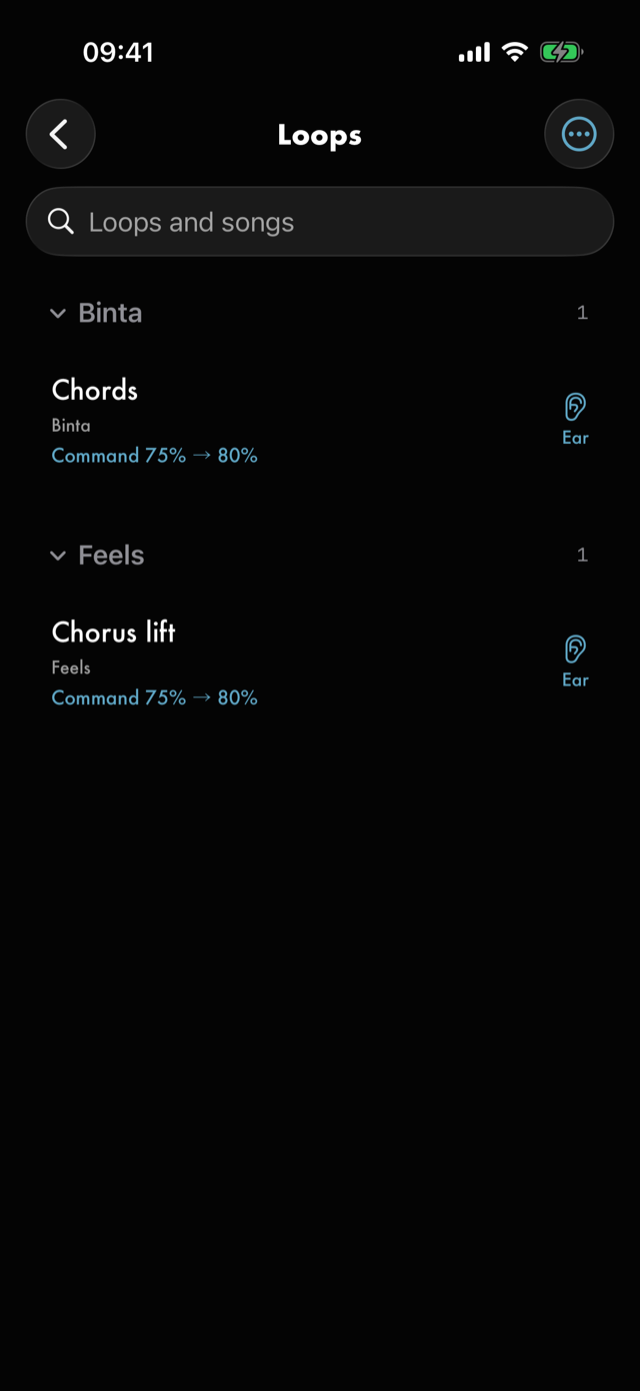 09:41
Loops
Loops and songs
Binta 1
Chords
Binta
Command 75% → 80%
Ear
Feels 1
Chorus lift
Feels
Command 75% → 80%
Ear